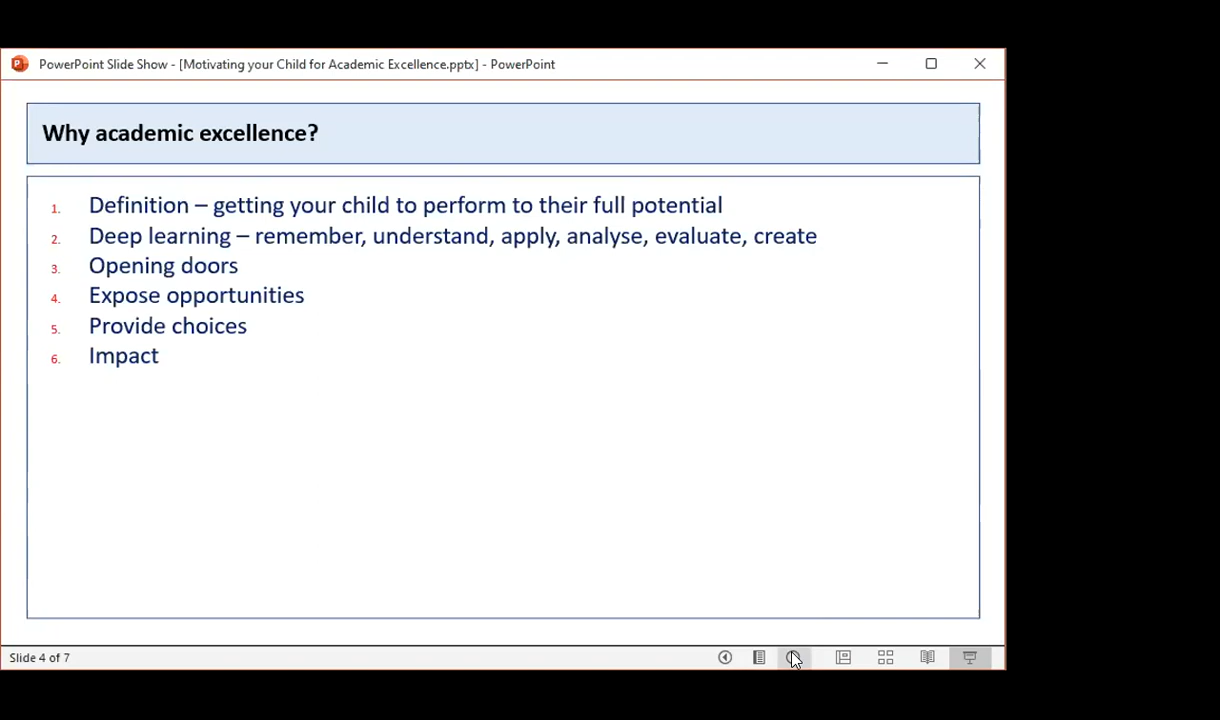 PowerPoint Slide Show - [Motivating your Child for Academic Excellence.pptx] - PowerPoint
Why academic excellence?
1. Definition – getting your child to perform to their full potential
2. Deep learning – remember, understand, apply, analyse, evaluate, create
3. Opening doors
4. Expose opportunities
5. Provide choices
6. Impact
Slide 4 of 7